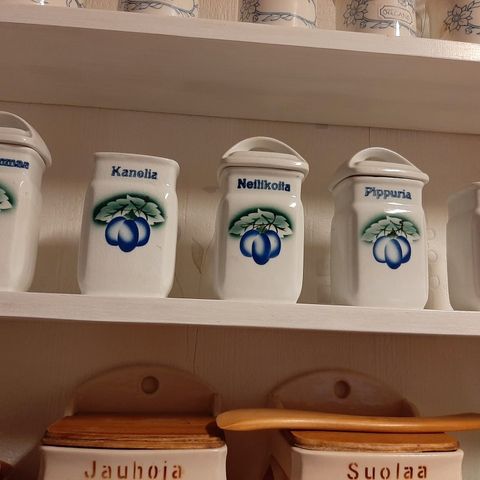 Kanelia
Neilikoita
Pippuria
Jauhoja
Suolaa